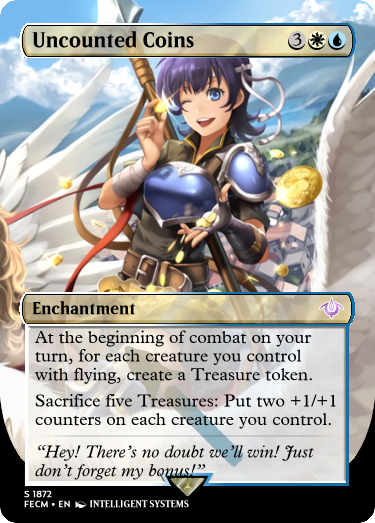 Uncounted Coins 3
Enchantment
At the beginning of combat on your
turn, for each creature you control
with flying, create a Treasure token.
Sacrifice five Treasures: Put two +1/+1
counters on each creature you control.
“Hey! There's no doubt we'll win! Just
don't forget my bonus!”
S 1872
FECM • EN INTELLIGENT SYSTEMS